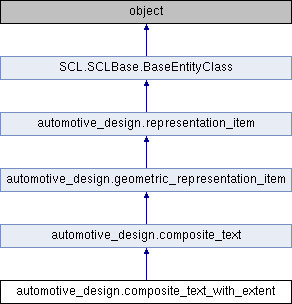 object
SCL.SCLBase.BaseEntityClass
automotive_design.representation_item
automotive_design.geometric_representation_item
automotive_design.composite_text
automotive_design.composite_text_with_extent